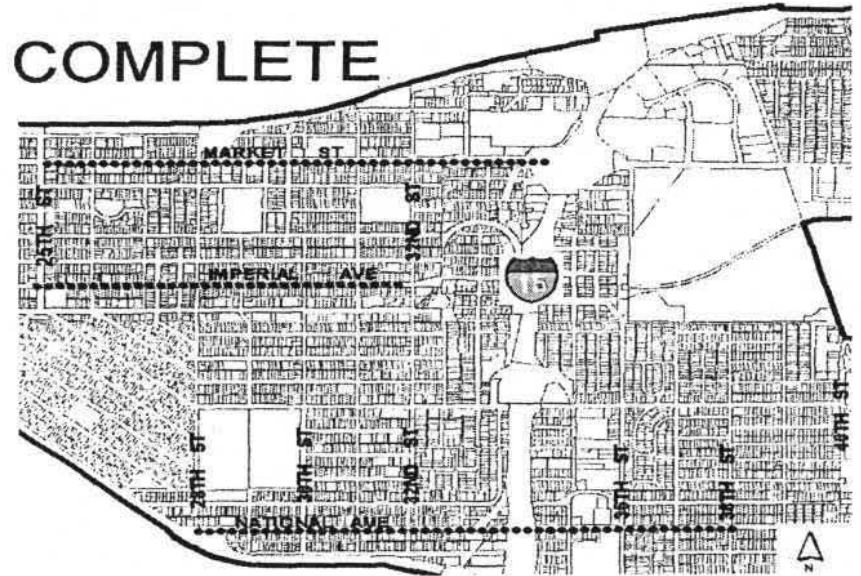 COMPLETE
MARKET ST
25TH ST
32ND ST
IMPERIAL AVE
15
28TH ST
30TH ST
32ND ST
36TH ST
38TH ST
40TH ST
NATIONAL AVE
N